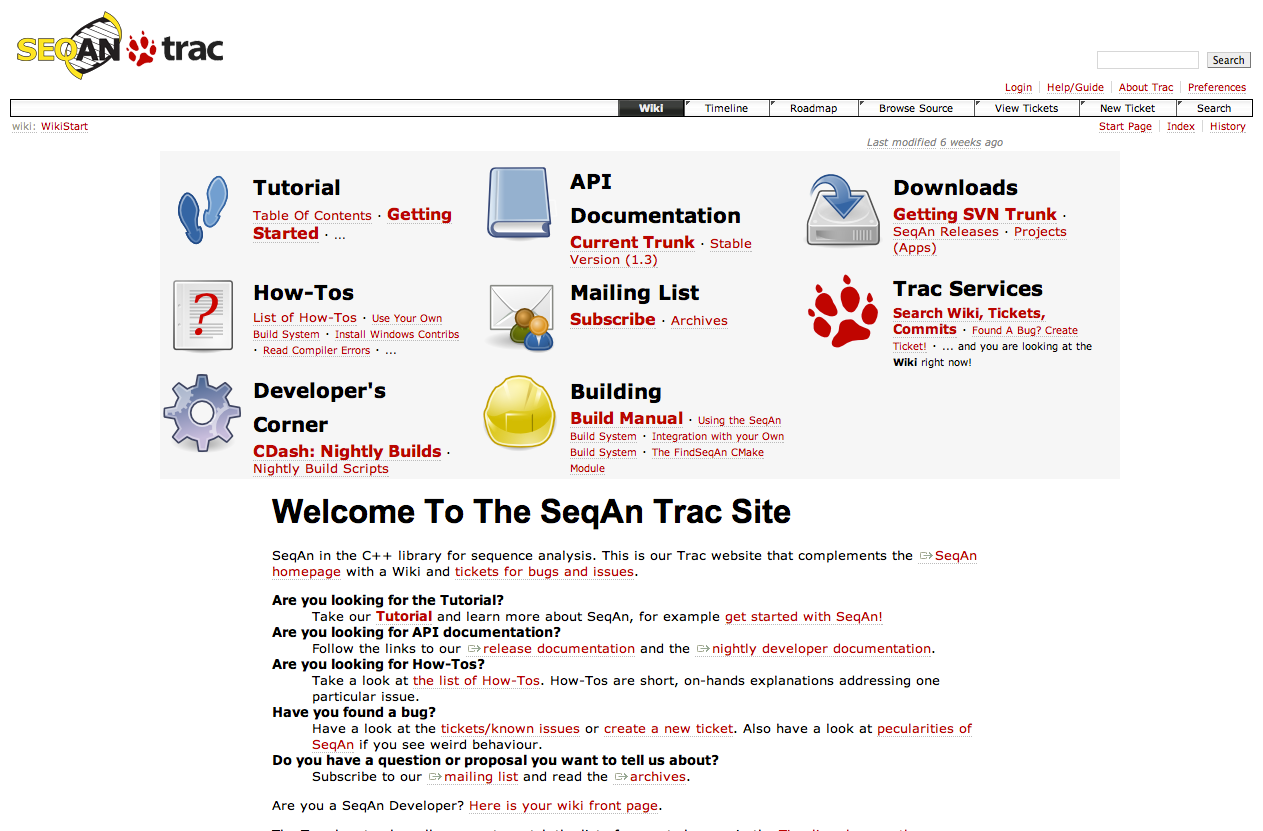 SEQAN trac
Search
Login Help/Guide About Trac Preferences
Wiki Timeline Roadmap Browse Source View Tickets New Ticket Search
wiki: WikiStart
Start Page Index History
Last modified 6 weeks ago
Tutorial
Table Of Contents · Getting
Started · ...
API
Documentation
Current Trunk · Stable
Version (1.3)
Downloads
Getting SVN Trunk ·
SeqAn Releases · Projects
(Apps)
How-Tos
List of How-Tos · Use Your Own
Build System · Install Windows Contribs
· Read Compiler Errors · ...
Mailing List
Subscribe · Archives
Trac Services
Search Wiki, Tickets,
Commits · Found A Bug? Create
Ticket! · ... and you are looking at the
Wiki right now!
Developer's
Corner
CDash: Nightly Builds ·
Nightly Build Scripts
Building
Build Manual · Using the SeqAn
Build System · Integration with your Own
Build System · The FindSeqAn CMake
Module
Welcome To The SeqAn Trac Site
SeqAn in the C++ library for sequence analysis. This is our Trac website that complements the SeqAn
homepage with a Wiki and tickets for bugs and issues.
Are you looking for the Tutorial?
Take our Tutorial and learn more about SeqAn, for example get started with SeqAn!
Are you looking for API documentation?
Follow the links to our release documentation and the nightly developer documentation.
Are you looking for How-Tos?
Take a look at the list of How-Tos. How-Tos are short, on-hands explanations addressing one
particular issue.
Have you found a bug?
Have a look at the tickets/known issues or create a new ticket. Also have a look at pecularities of
SeqAn if you see weird behaviour.
Do you have a question or proposal you want to tell us about?
Subscribe to our mailing list and read the archives.
Are you a SeqAn Developer? Here is your wiki front page.